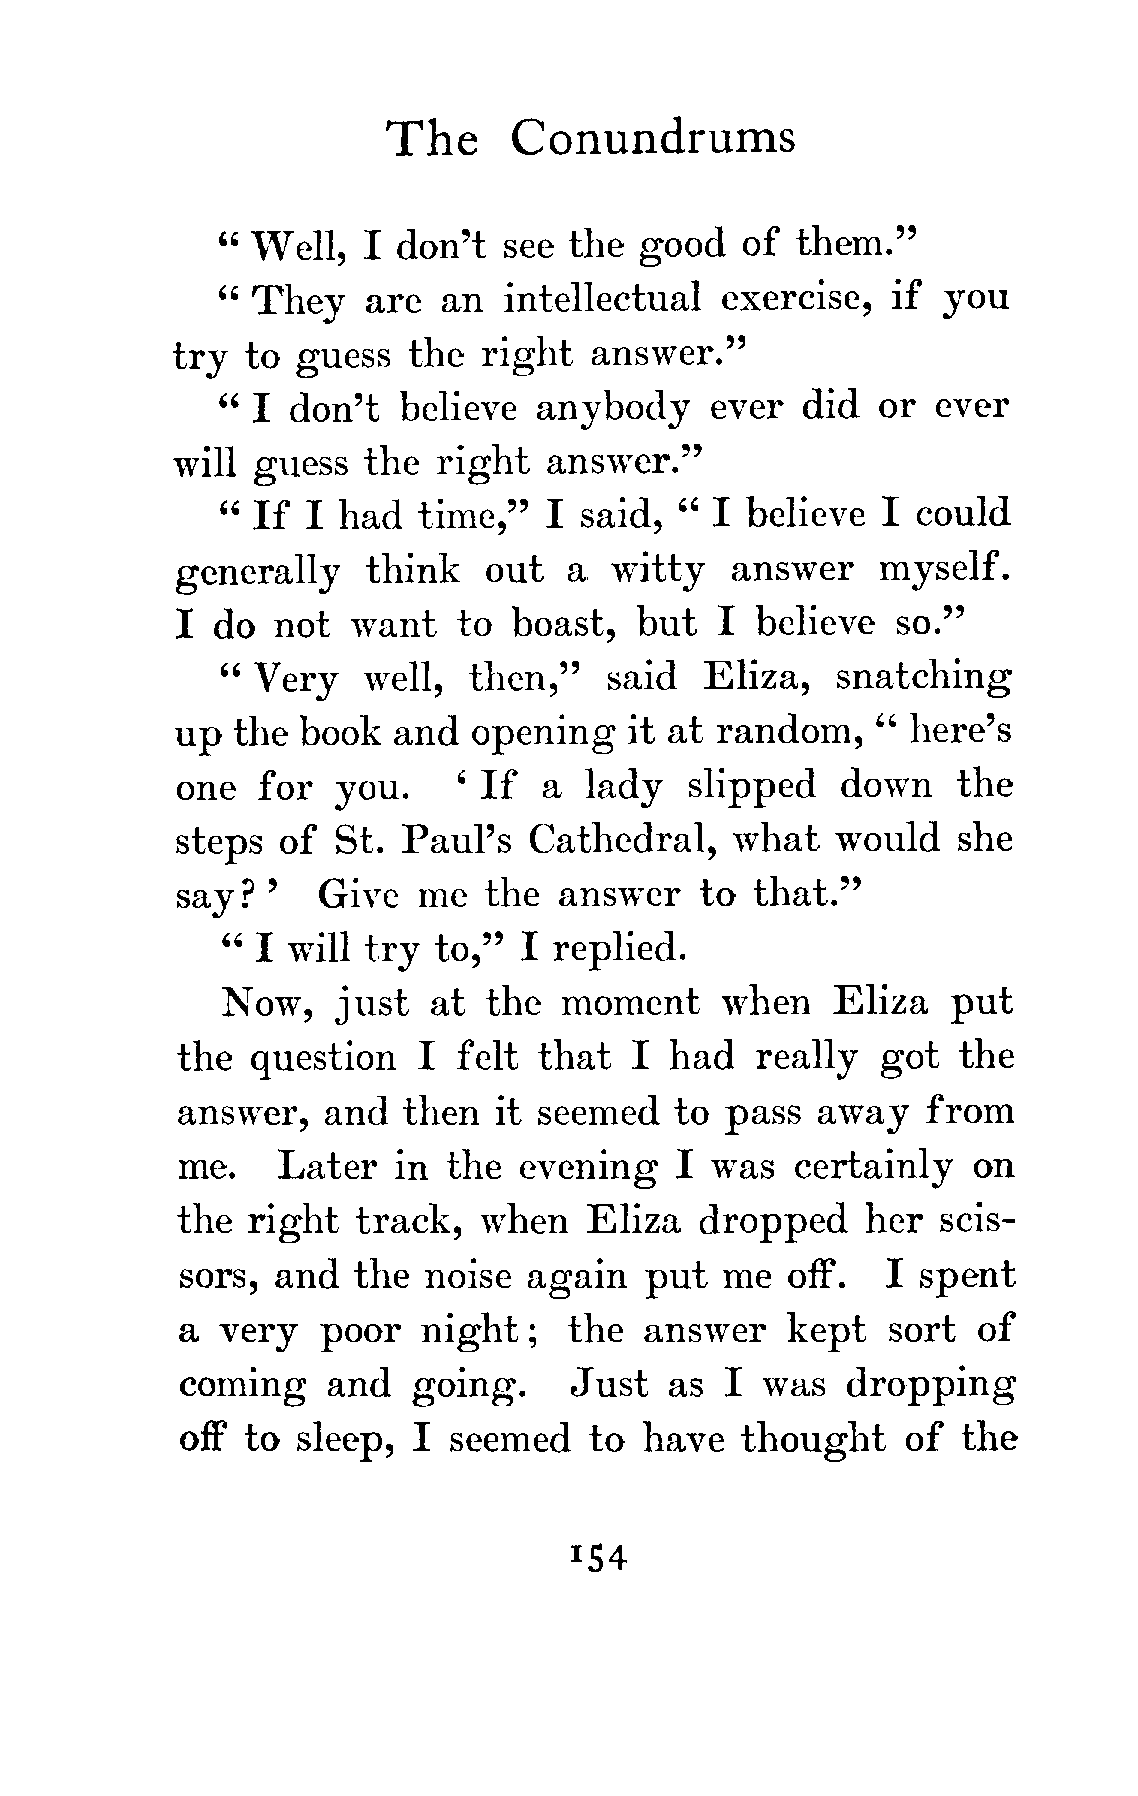 The Conundrums
“ Well, I don’t see the good of them.”
“ They are an intellectual exercise, if you
try to guess the right answer.”
“ I don’t believe anybody ever did or ever
will guess the right answer.”
“ If I had time,” I said, “ I believe I could
generally think out a witty answer myself.
I do not want to boast, but I believe so.”
“ Very well, then,” said Eliza, snatching
up the book and opening it at random, “ here’s
one for you. ‘ If a lady slipped down the
steps of St. Paul’s Cathedral, what would she
say? ’ Give me the answer to that.”
“ I will try to,” I replied.
Now, just at the moment when Eliza put
the question I felt that I had really got the
answer, and then it seemed to pass away from
me. Later in the evening I was certainly on
the right track, when Eliza dropped her scis-
sors, and the noise again put me off. I spent
a very poor night ; the answer kept sort of
coming and going. Just as I was dropping
off to sleep, I seemed to have thought of the
154